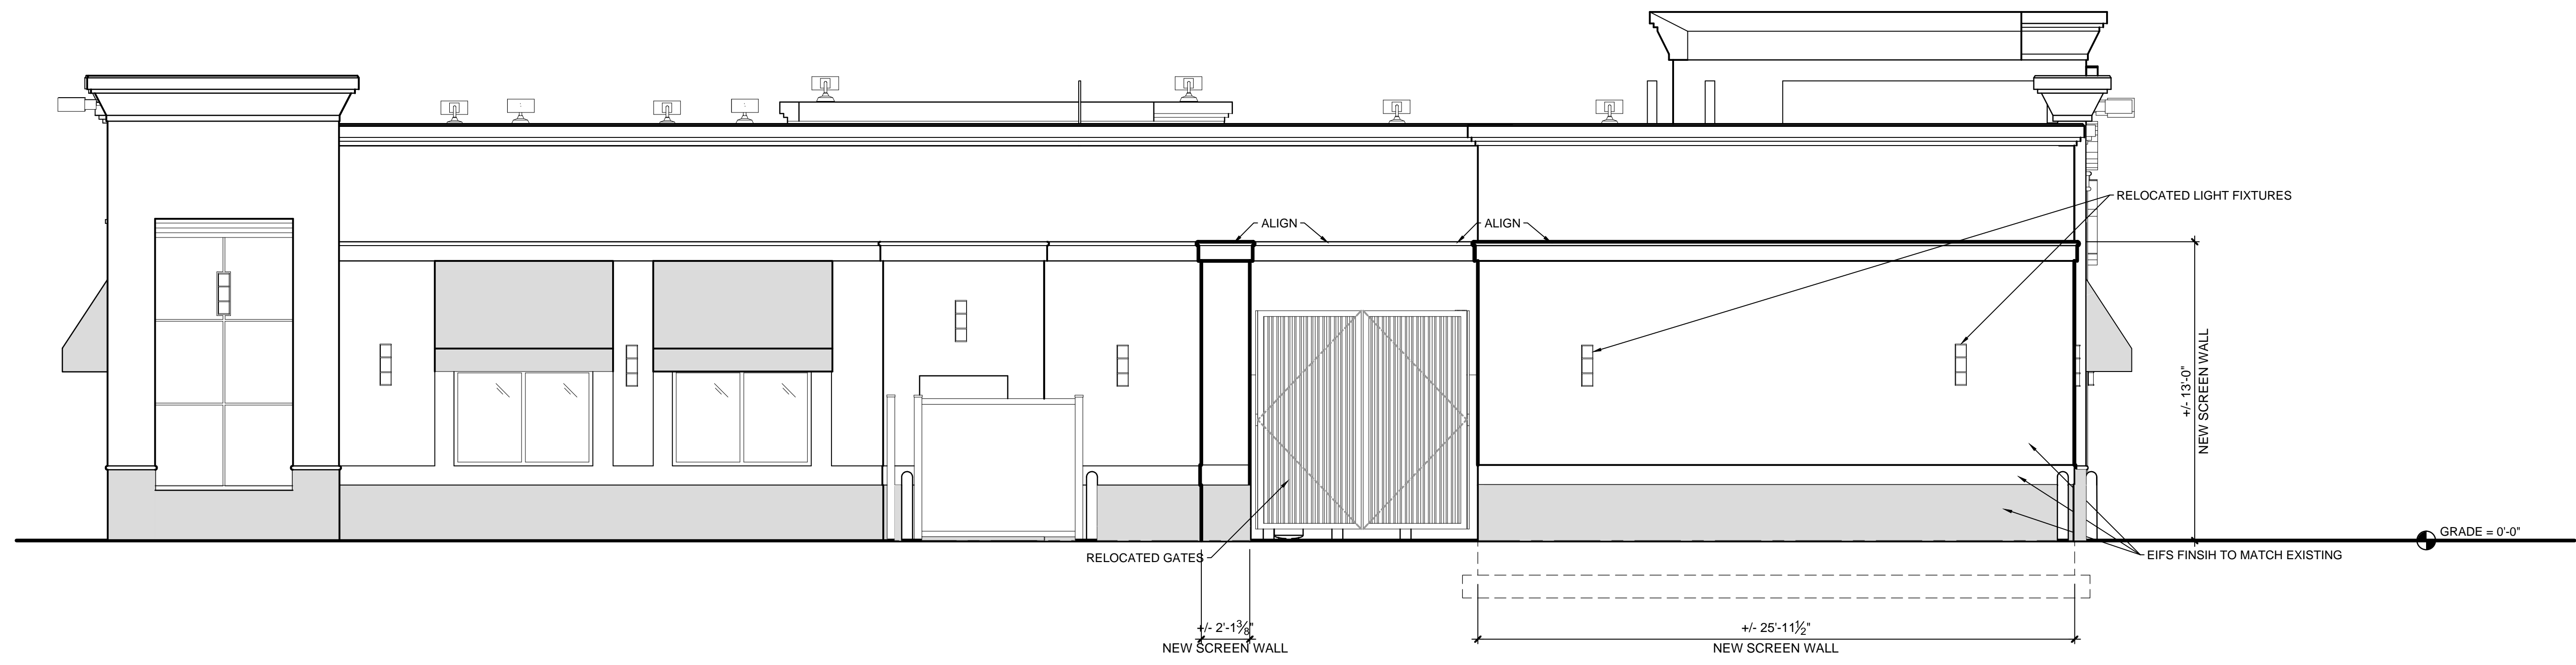 RELOCATED LIGHT FIXTURES
ALIGN
ALIGN
+/- 13'-0"
NEW SCREEN WALL
GRADE = 0'-0"
RELOCATED GATES
EIFS FINSIH TO MATCH EXISTING
+/- 2'-1⅜"
NEW SCREEN WALL
+/- 25'-11½"
NEW SCREEN WALL